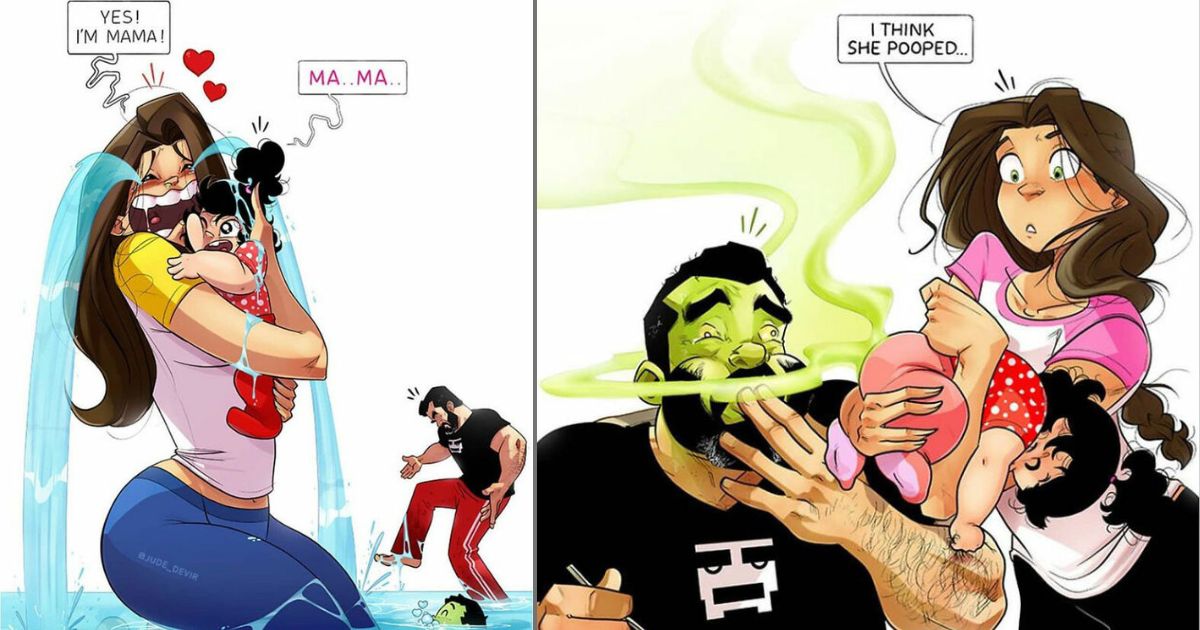 YES!
I'M MAMA!
MA..MA..
@JUDE_DEVIR
I THINK
SHE POOPED...